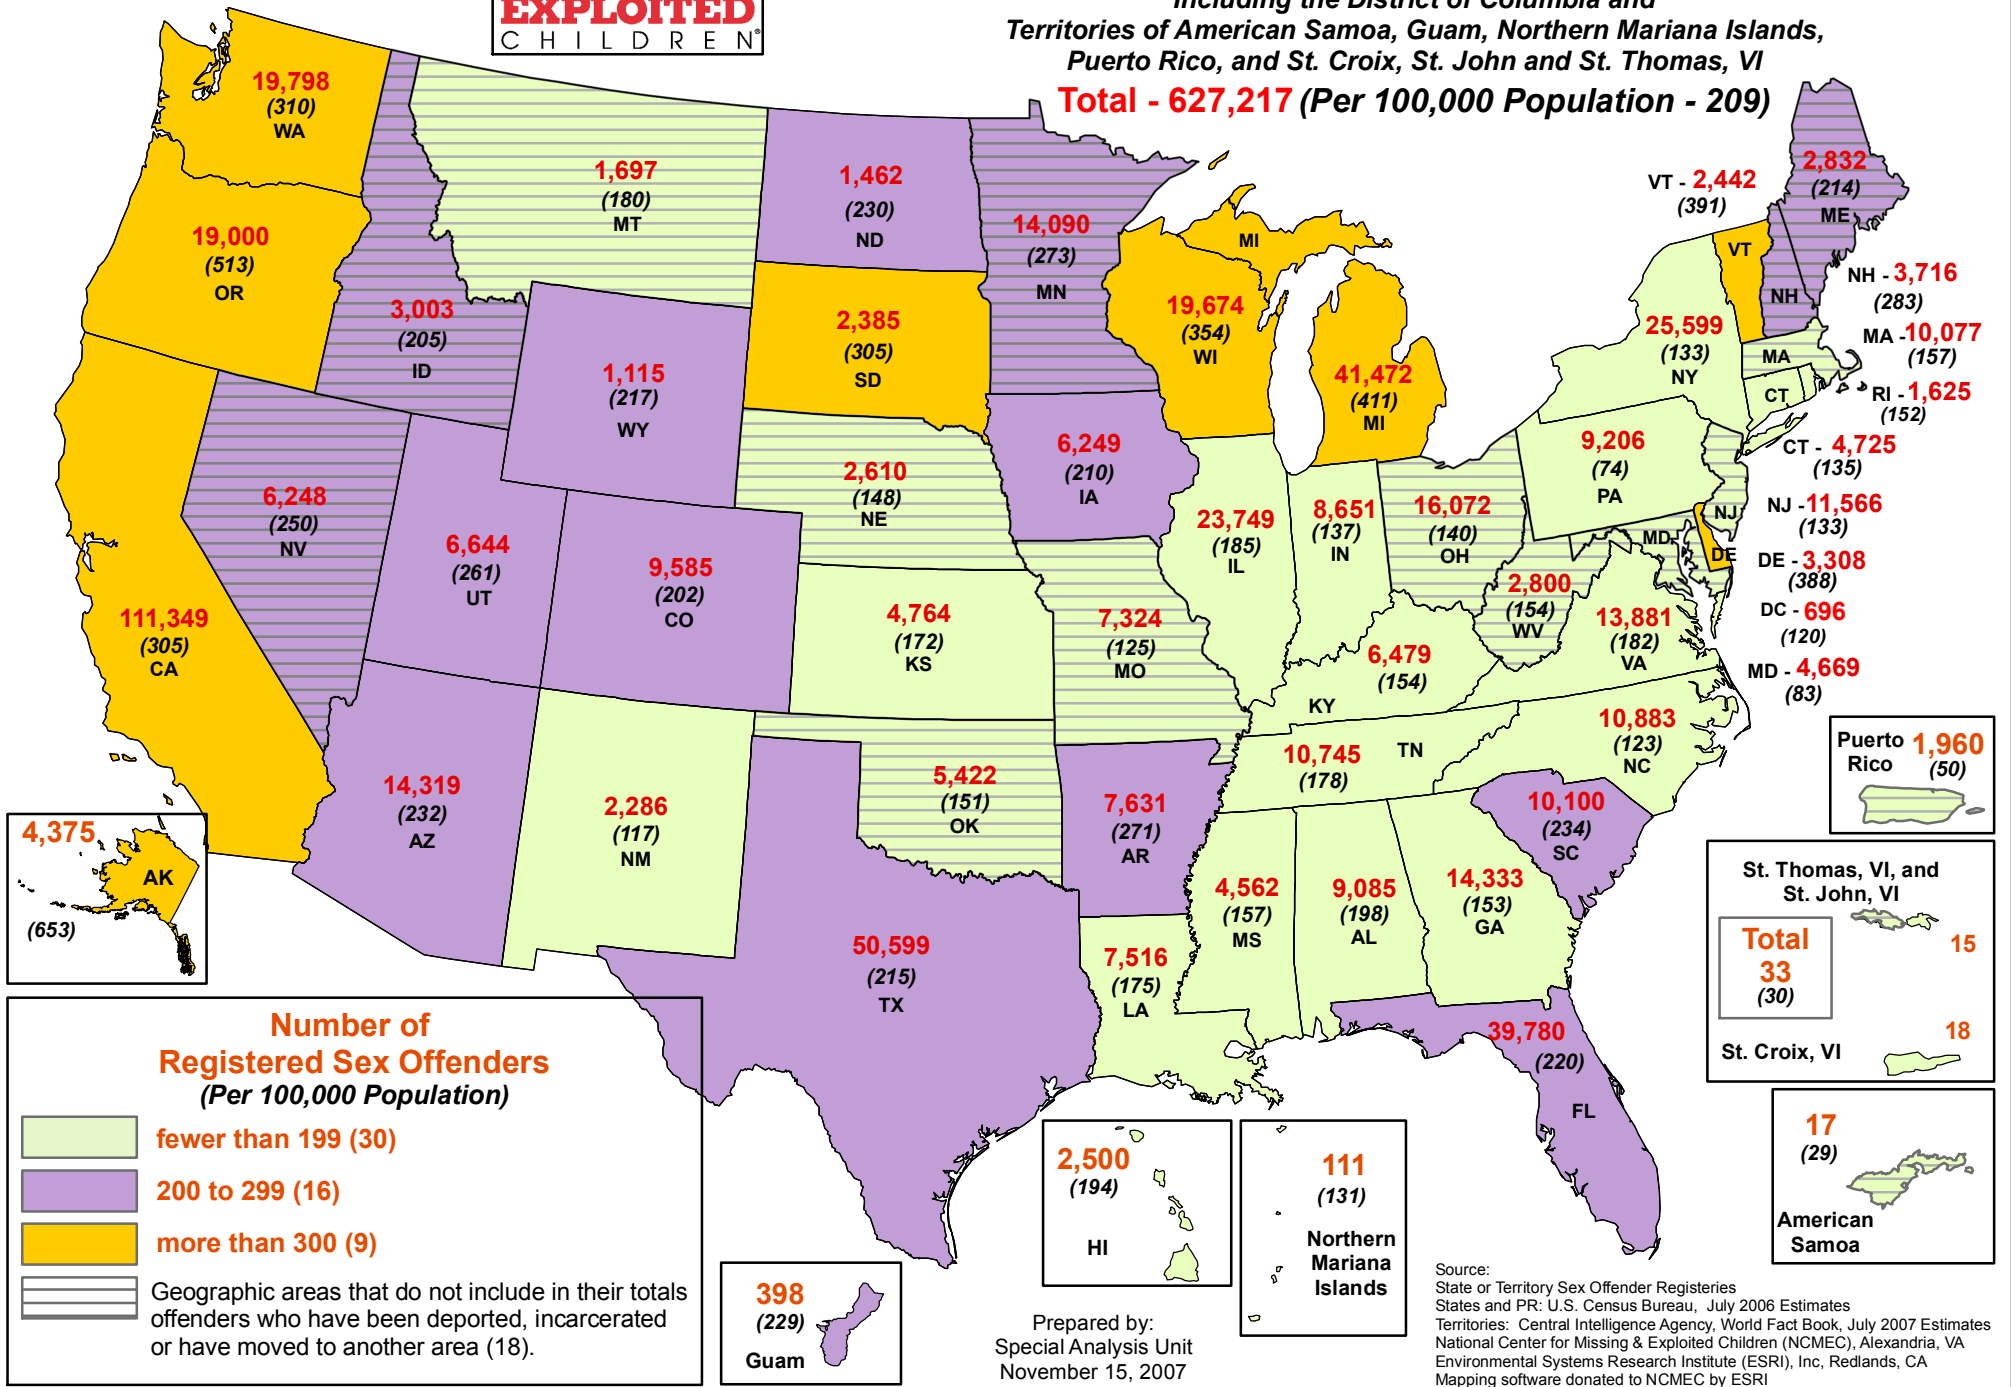 EXPLOITED
CHILDREN®
Including the District of Columbia and
Territories of American Samoa, Guam, Northern Mariana Islands,
Puerto Rico, and St. Croix, St. John and St. Thomas, VI
Total - 627,217 (Per 100,000 Population - 209)
19,798
(310)
WA
19,000
(513)
OR
111,349
(305)
CA
3,003
(205)
ID
6,248
(250)
NV
1,697
(180)
MT
1,115
(217)
WY
6,644
(261)
UT
9,585
(202)
CO
14,319
(232)
AZ
2,286
(117)
NM
1,462
(230)
ND
2,385
(305)
SD
2,610
(148)
NE
4,764
(172)
KS
5,422
(151)
OK
50,599
(215)
TX
14,090
(273)
MN
6,249
(210)
IA
7,324
(125)
MO
7,631
(271)
AR
7,516
(175)
LA
19,674
(354)
WI
MI
41,472
(411)
MI
23,749
(185)
IL
8,651
(137)
IN
16,072
(140)
OH
6,479
(154)
KY
10,745
(178)
TN
4,562
(157)
MS
9,085
(198)
AL
14,333
(153)
GA
39,780
(220)
FL
10,100
(234)
SC
10,883
(123)
NC
13,881
(182)
VA
2,800
(154)
WV
9,206
(74)
PA
25,599
(133)
NY
VT
NH
2,832
(214)
ME
MA
CT
NJ
MD
DE
VT - 2,442
(391)
NH - 3,716
(283)
MA -10,077
(157)
RI -1,625
(152)
CT - 4,725
(135)
NJ -11,566
(133)
DE - 3,308
(388)
DC - 696
(120)
MD - 4,669
(83)
Puerto Rico 1,960
(50)
St. Thomas, VI, and
St. John, VI
15
Total
33
(30)
18
St. Croix, VI
17
(29)
American
Samoa
4,375
AK
(653)
2,500
(194)
HI
111
(131)
Northern
Mariana
Islands
398
(229)
Guam
Number of
Registered Sex Offenders
(Per 100,000 Population)
fewer than 199 (30)
200 to 299 (16)
more than 300 (9)
Geographic areas that do not include in their totals
offenders who have been deported, incarcerated
or have moved to another area (18).
Prepared by:
Special Analysis Unit
November 15, 2007
Source:
State or Territory Sex Offender Registries
States and PR: U.S. Census Bureau, July 2006 Estimates
Territories: Central Intelligence Agency, World Fact Book, July 2007 Estimates
National Center for Missing & Exploited Children (NCMEC), Alexandria, VA
Environmental Systems Research Institute (ESRI), Inc, Redlands, CA
Mapping software donated to NCMEC by ESRI